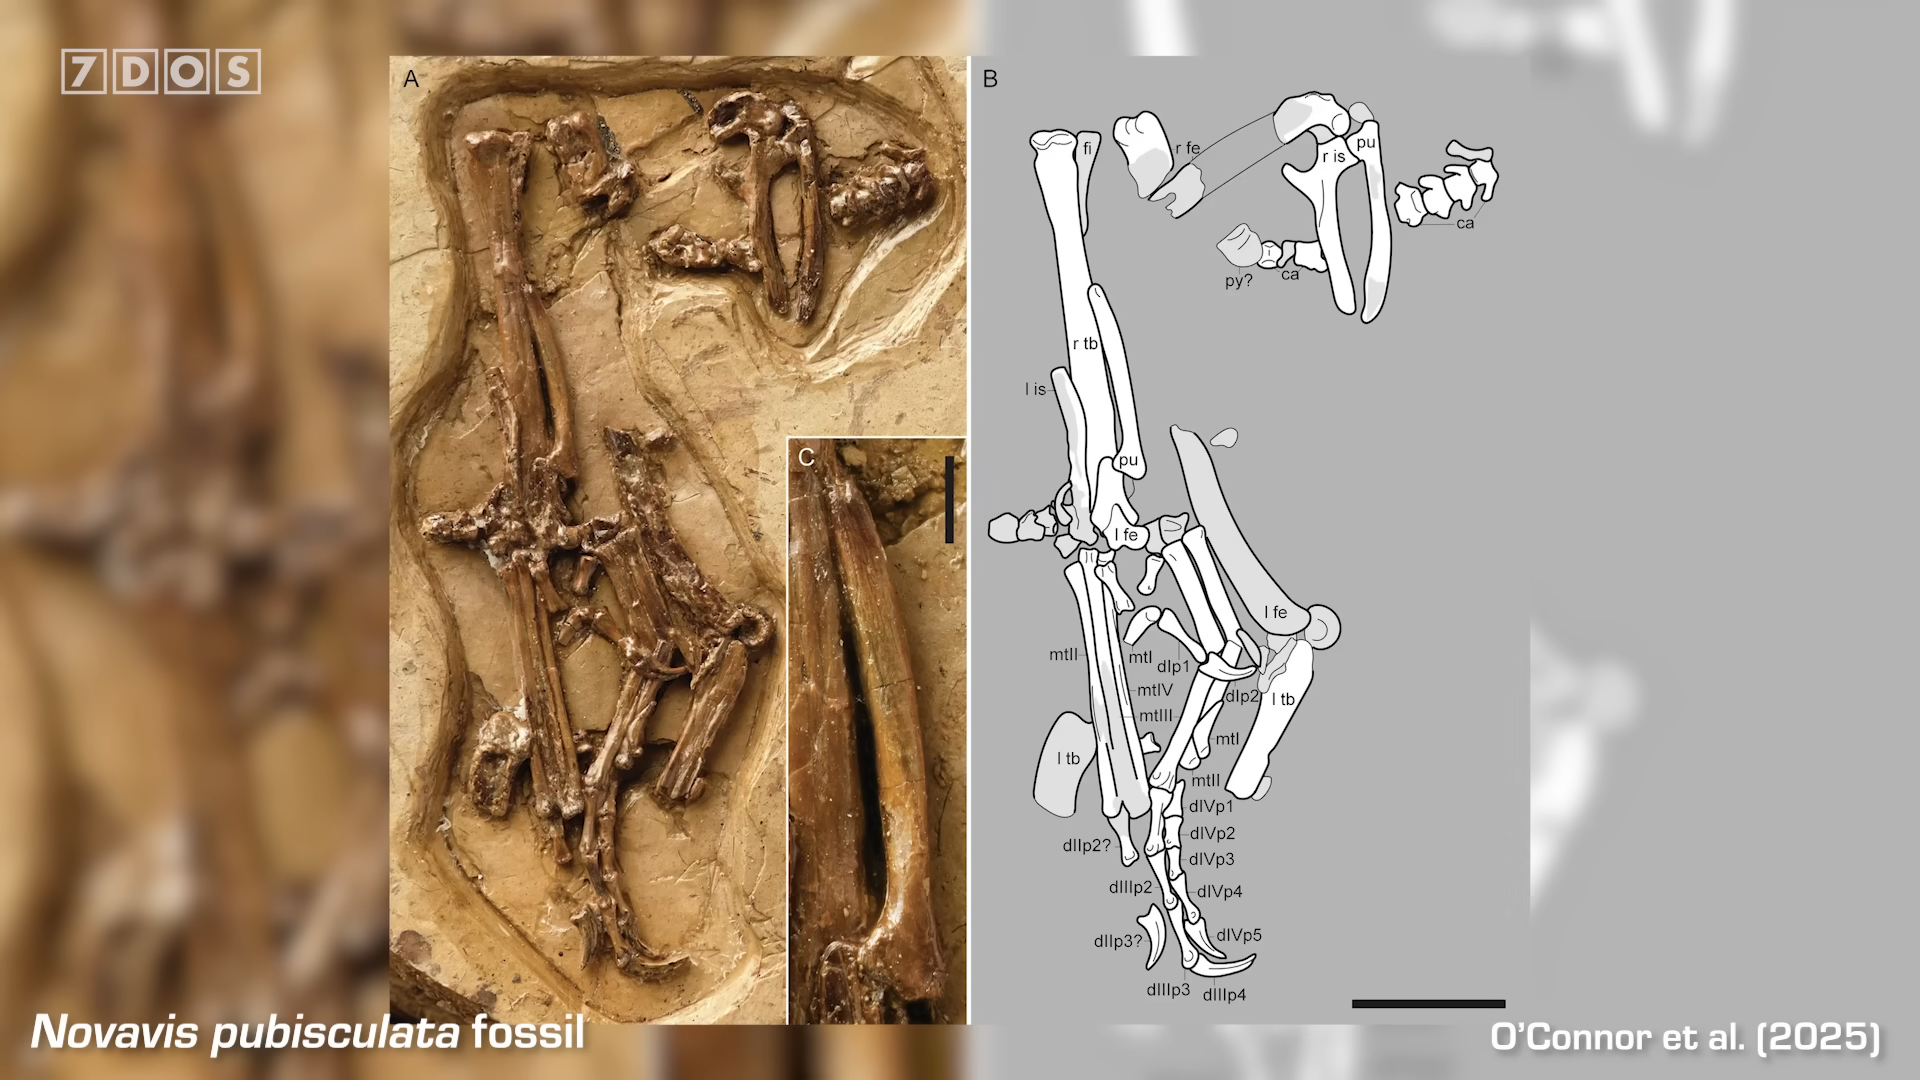 7DOS
A
B
fi
r fe
r is
pu
ca
py?
ca
r tb
l is
C
pu
l fe
l fe
mtII
mtI
dIp1
mtIV
dIp2
l tb
mtIII
mtI
l tb
mtII
dIVp1
dIVp2
dIIp2?
dIVp3
dIIIp2
dIVp4
dIVp5
dIIp3?
dIIIp3
dIIIp4
Novavis pubisculata fossil
O'Connor et al. (2025)